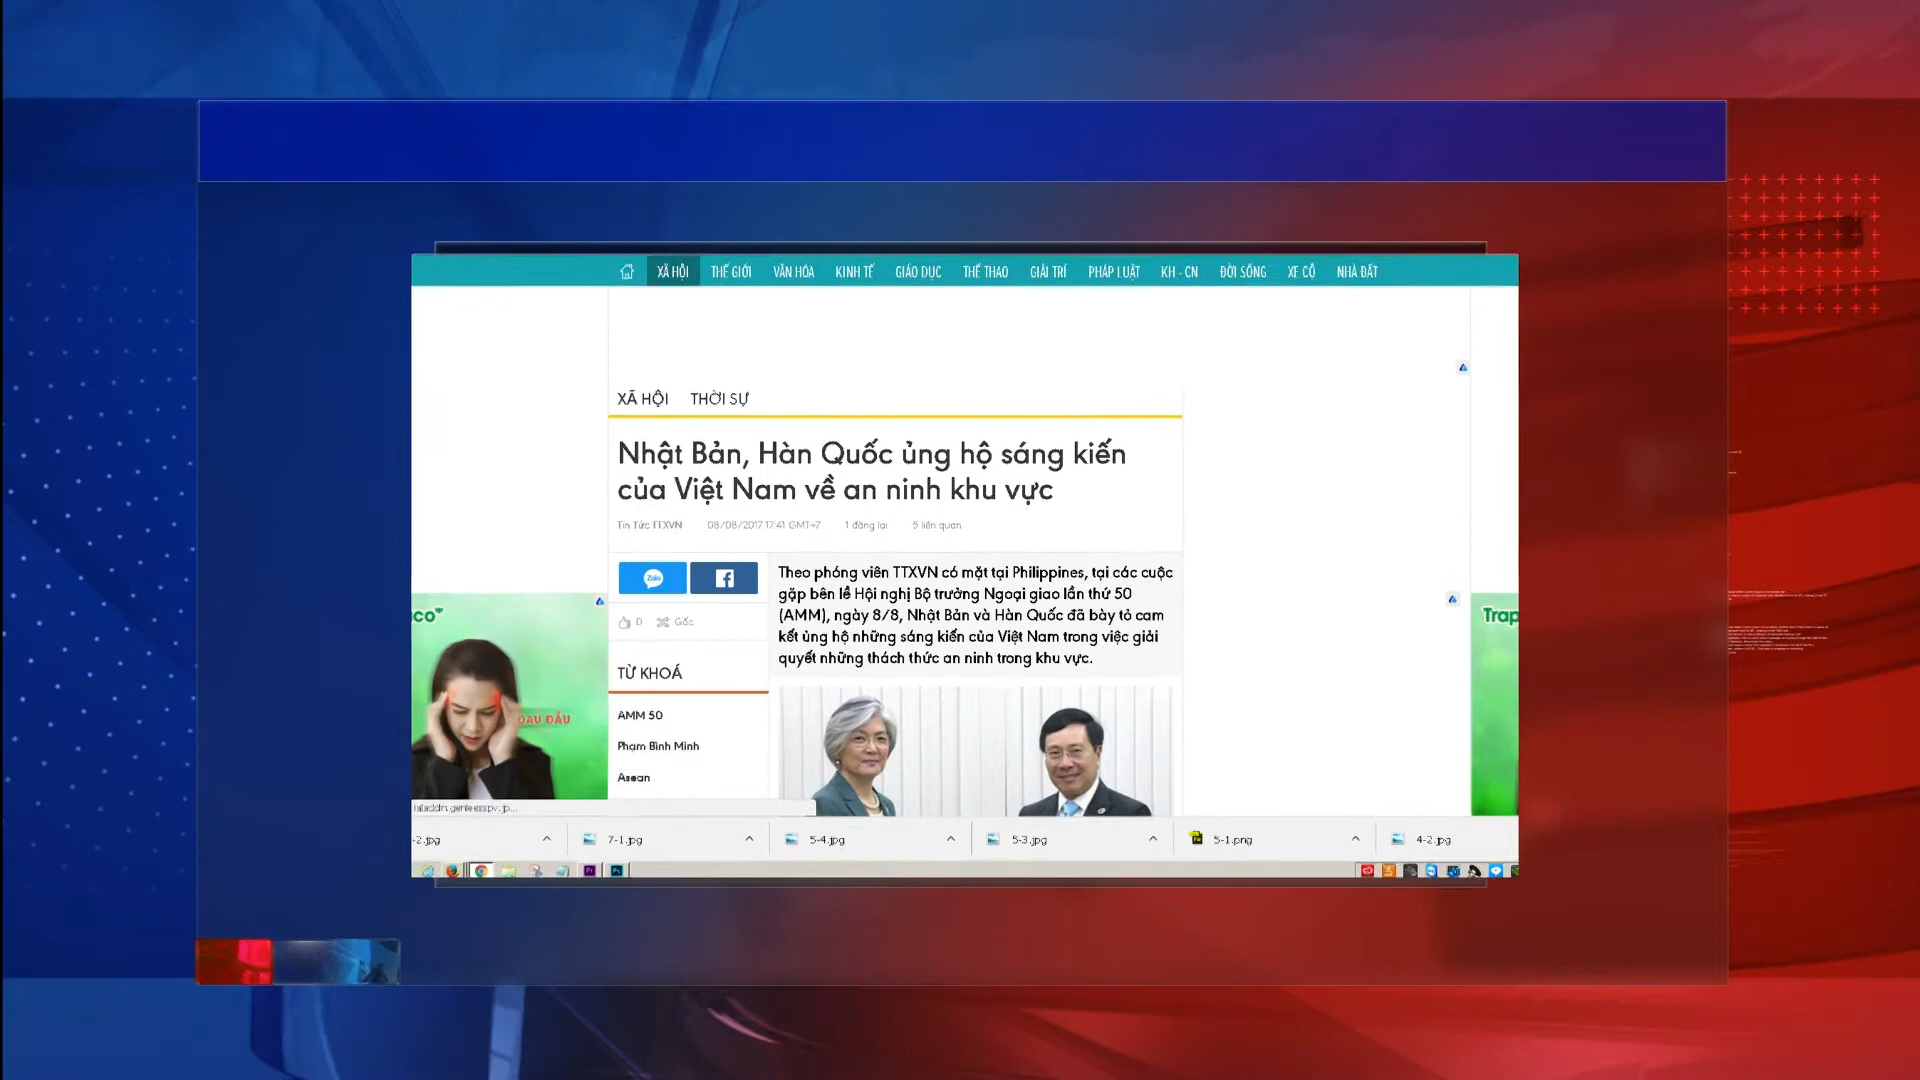 XÃ HỘI THẾ GIỚI VĂN HÓA KINH TẾ GIÁO DỤC THỂ THAO GIẢI TRÍ PHÁP LUẬT KH - CN ĐỜI SỐNG XE CỘ NHÀ ĐẤT
XÃ HỘI THỜI SỰ
Nhật Bản, Hàn Quốc ủng hộ sáng kiến
của Việt Nam về an ninh khu vực
Tin Tức TTXVN 08/08/2017 17:41 GMT+7 1 đăng lại 5 liên quan
Zalo
Theo phóng viên TTXVN có mặt tại Philippines, tại các cuộc
gặp bên lề Hội nghị Bộ trưởng Ngoại giao lần thứ 50
(AMM), ngày 8/8, Nhật Bản và Hàn Quốc đã bày tỏ cam
kết ủng hộ những sáng kiến của Việt Nam trong việc giải
quyết những thách thức an ninh trong khu vực.
0 Gốc
TỪ KHOÁ
AMM 50
Phạm Bình Minh
Asean
co
ĐAU ĐẦU
Trap
-2.jpg 7-1.jpg 5-4.jpg 5-3.jpg 5-1.png 4-2.jpg